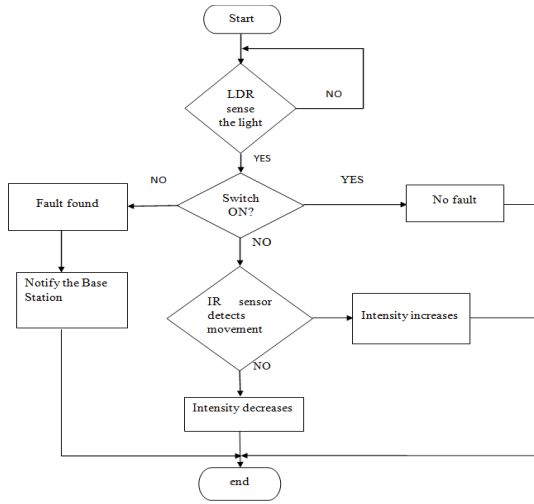 Start
LDR
sense
the light
NO
YES
NO
YES
Switch
ON?
Fault found
No fault
NO
Notify the Base
Station
IR sensor
detects
movement
Intensity increases
NO
Intensity decreases
end